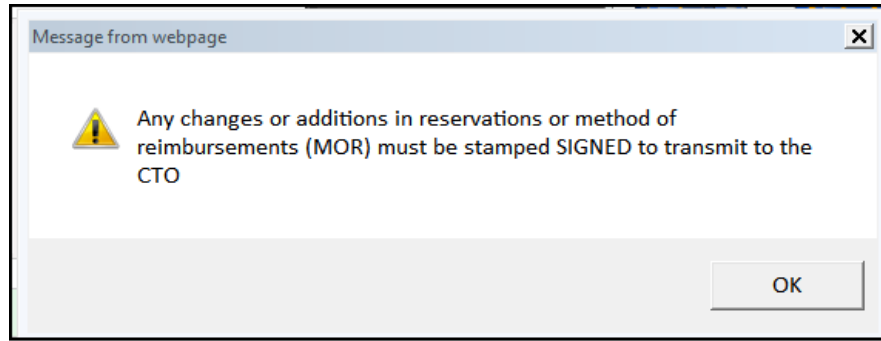 Message from webpage
Any changes or additions in reservations or method of
reimbursements (MOR) must be stamped SIGNED to transmit to the
CTO
OK